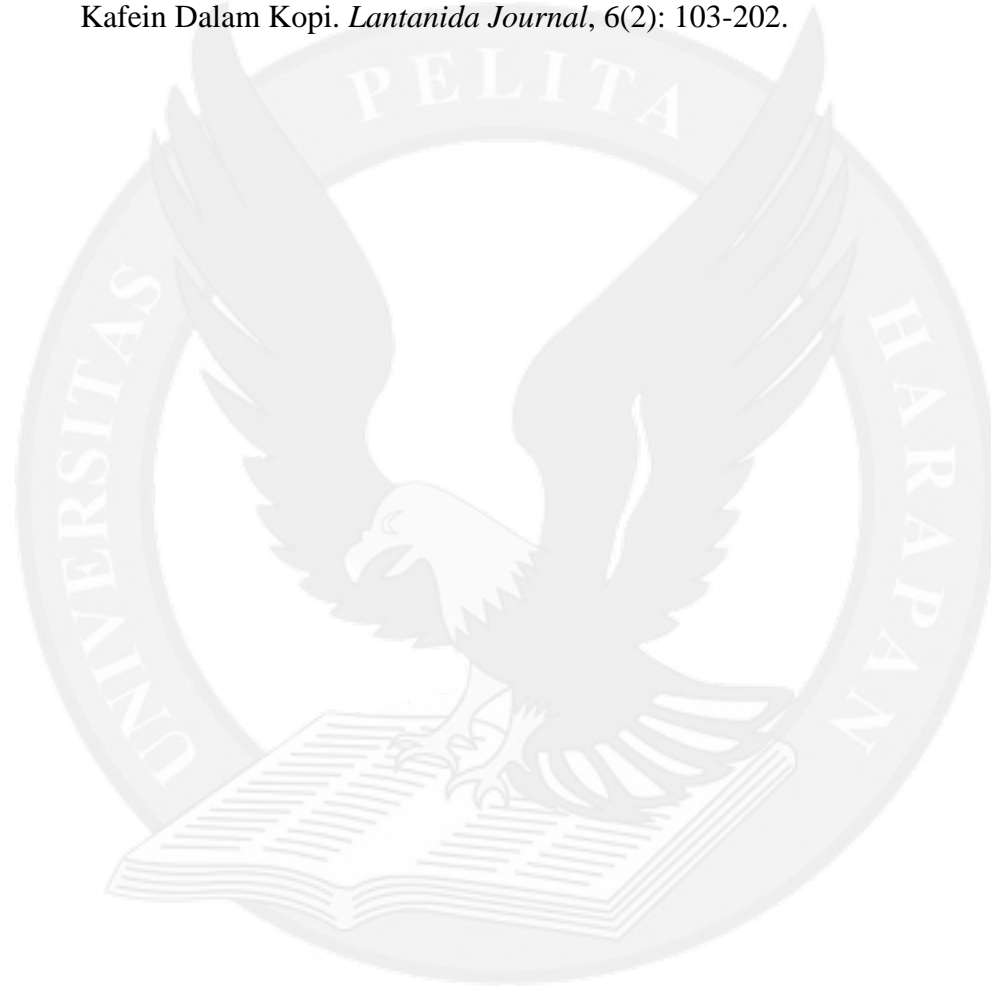 Kafein Dalam Kopi. Lantanida Journal, 6(2): 103-202.
UNIVERSITAS PELITA HARAPAN